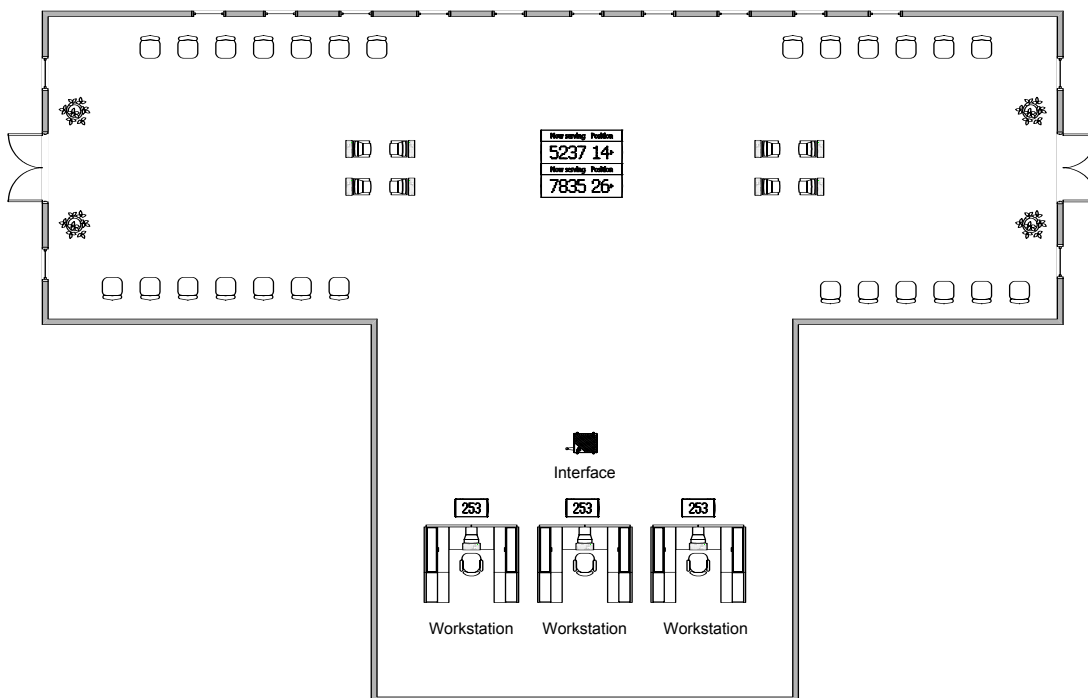 Now serving Position
5237 14
Now serving Position
7835 26
Interface
253 253 253
Workstation Workstation Workstation